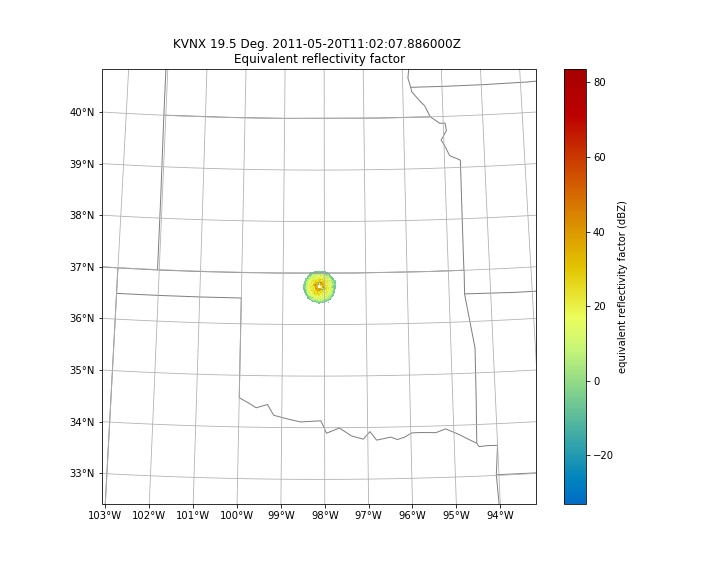 KVNX 19.5 Deg. 2011-05-20T11:02:07.886000Z
Equivalent reflectivity factor
40°N
39°N
38°N
37°N
36°N
35°N
34°N
33°N
103°W 102°W 101°W 100°W 99°W 98°W 97°W 96°W 95°W 94°W
80
60
40
20
0
−20
equivalent reflectivity factor (dBZ)